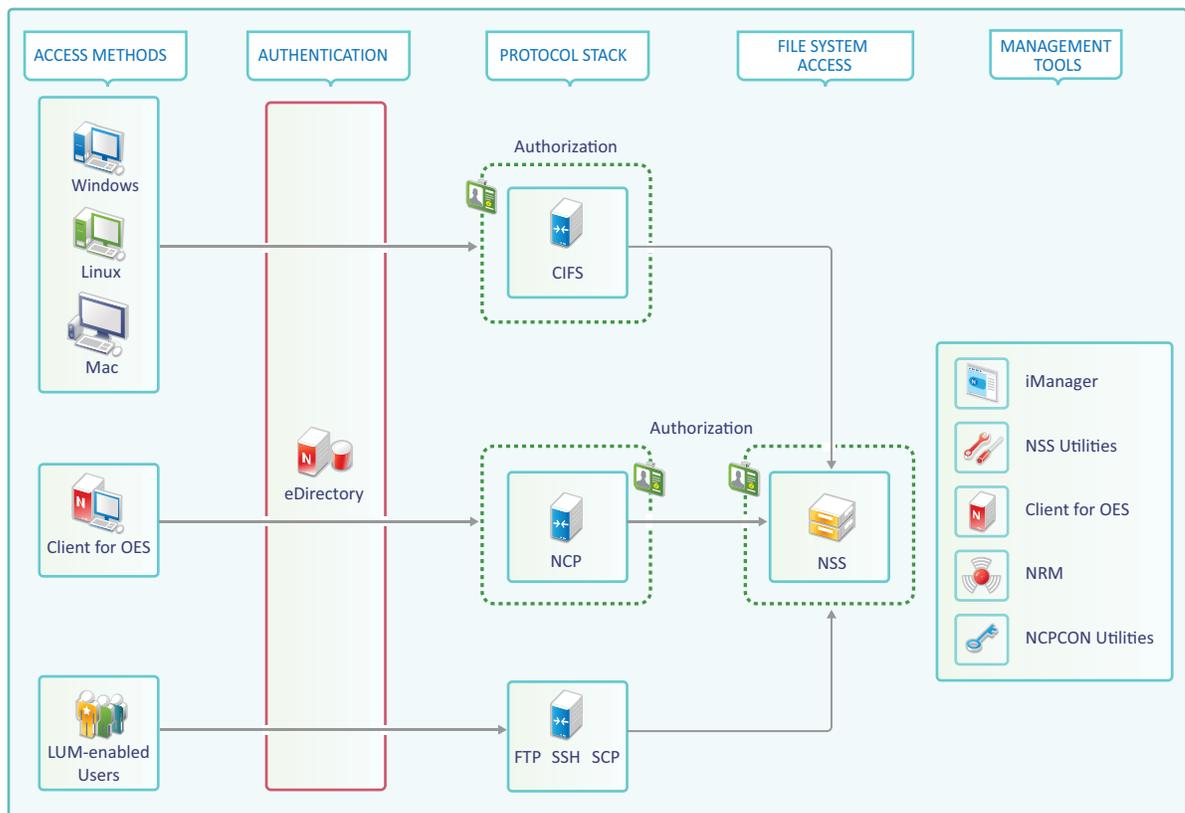 ACCESS METHODS
AUTHENTICATION
PROTOCOL STACK
FILE SYSTEM
ACCESS
MANAGEMENT
TOOLS
Windows
Linux
Mac
Authorization
CIFS
Client for OES
N
eDirectory
Authorization
NCP
NSS
LUM-enabled
Users
FTP SSH SCP
iManager
NSS Utilities
Client for OES
NRM
NCPCON Utilities